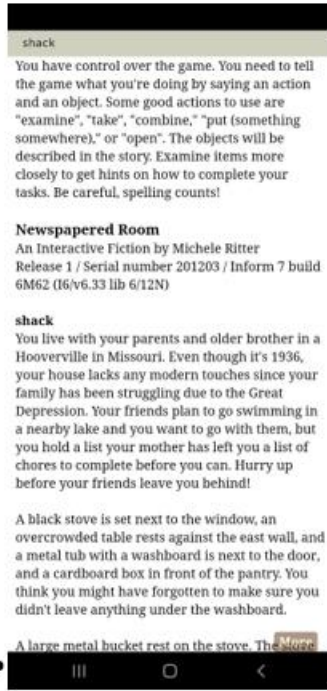 shack
You have control over the game. You need to tell
the game what you're doing by saying an action
and an object. Some good actions to use are
"examine", "take", "combine," "put (something
somewhere)," or "open". The objects will be
described in the story. Examine items more
closely to get hints on how to complete your
tasks. Be careful, spelling counts!
Newspapered Room
An Interactive Fiction by Michele Ritter
Release 1 / Serial number 201203 / Inform 7 build
6M62 (I6/v6.33 lib 6/12N)
shack
You live with your parents and older brother in a
Hooverville in Missouri. Even though it's 1936,
your house lacks any modern touches since your
family has been struggling due to the Great
Depression. Your friends plan to go swimming in
a nearby lake and you want to go with them, but
you hold a list your mother has left you a list of
chores to complete before you can. Hurry up
before your friends leave you behind!
A black stove is set next to the window, an
overcrowded table rests against the east wall, and
a metal tub with a washboard is next to the door,
and a cardboard box in front of the pantry. You
think you might have forgotten to make sure you
didn't leave anything under the washboard.
A large metal bucket rest on the stove. The
More